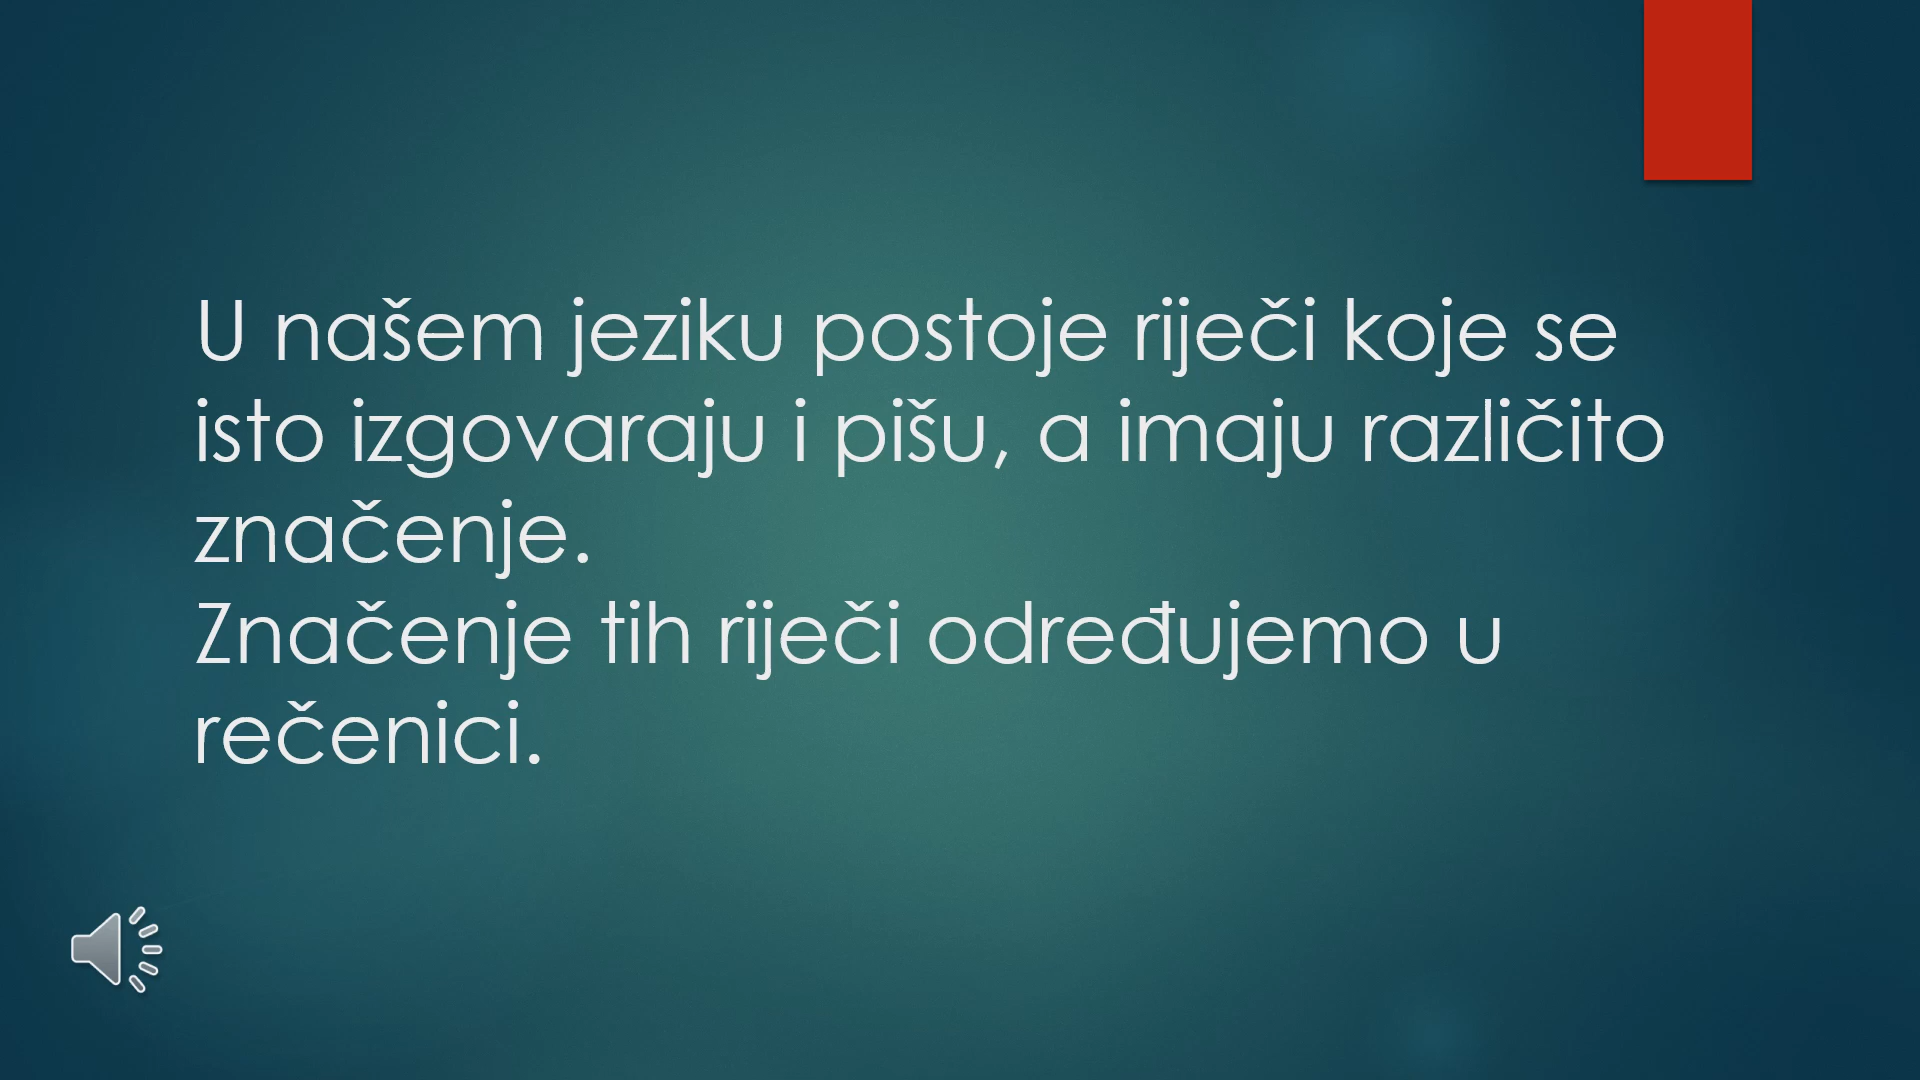 U našem jeziku postoje riječi koje se
isto izgovaraju i pišu, a imaju različito
značenje.
Značenje tih riječi određujemo u
rečenici.